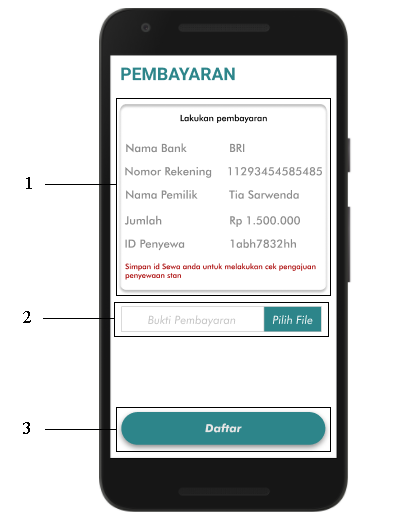 PEMBAYARAN
Lakukan pembayaran
1
Nama Bank BRI
Nomor Rekening 11293454585485
Nama Pemilik Tia Sarwenda
Jumlah Rp 1.500.000
ID Penyewa 1abh7832hh
Simpan id Sewa anda untuk melakukan cek pengajuan
penyewaan stan
2
Bukti Pembayaran Pilih File
3
Daftar